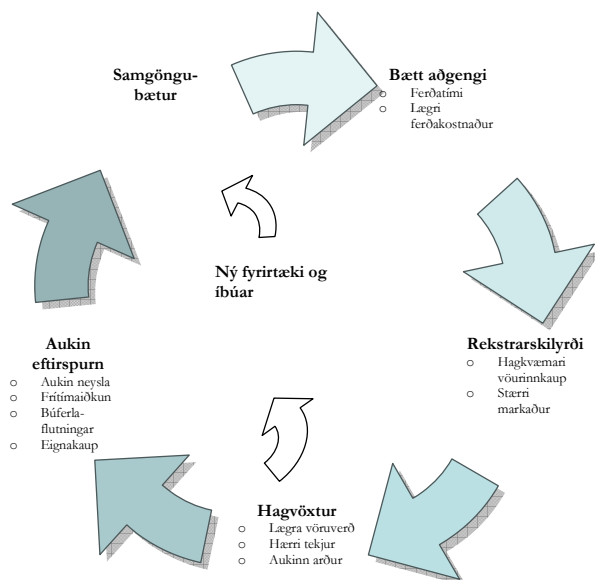 Samgöngu-
bætur
Bætt aðgengi
o Ferðatími
o Lægri
ferðakostnaður
Ný fyrirtæki og
íbúar
Rekstrarskilyrði
o Hagkvæmari
vöurinnkaup
o Stærri
markaður
Hagvöxtur
o Lægra vöruverð
o Hærri tekjur
o Aukinn arður
Aukin
eftirspurn
o Aukin neysla
o Frítímaiðkun
o Búferla-
flutningar
o Eignakaup